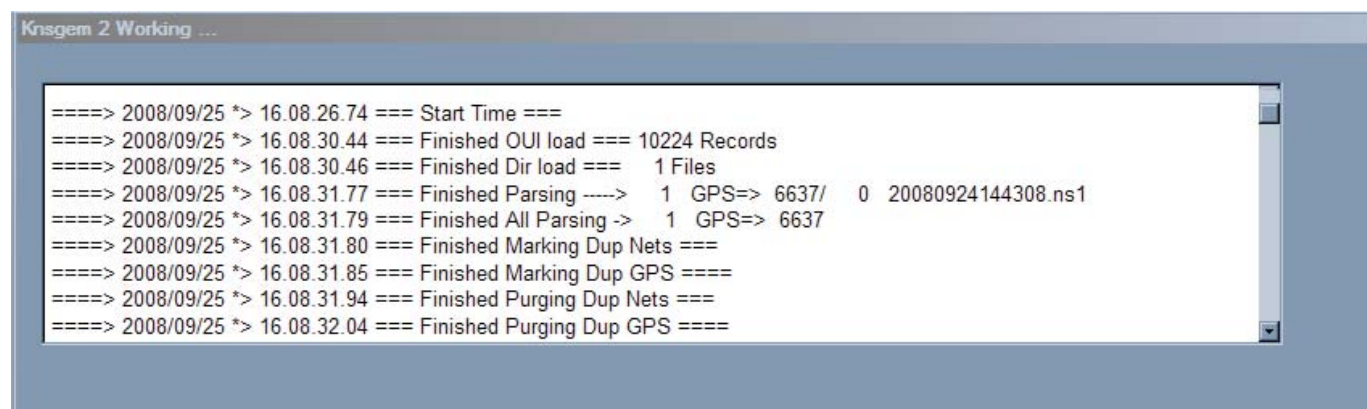 Knsgem 2 Working ...
====> 2008/09/25 *> 16.08.26.74 === Start Time ===
====> 2008/09/25 *> 16.08.30.44 === Finished OUI load === 10224 Records
====> 2008/09/25 *> 16.08.30.46 === Finished Dir load === 1 Files
====> 2008/09/25 *> 16.08.31.77 === Finished Parsing -----> 1 GPS=> 6637/ 0 20080924144308.ns1
====> 2008/09/25 *> 16.08.31.79 === Finished All Parsing -> 1 GPS=> 6637
====> 2008/09/25 *> 16.08.31.80 === Finished Marking Dup Nets ===
====> 2008/09/25 *> 16.08.31.85 === Finished Marking Dup GPS ====
====> 2008/09/25 *> 16.08.31.94 === Finished Purging Dup Nets ===
====> 2008/09/25 *> 16.08.32.04 === Finished Purging Dup GPS ====